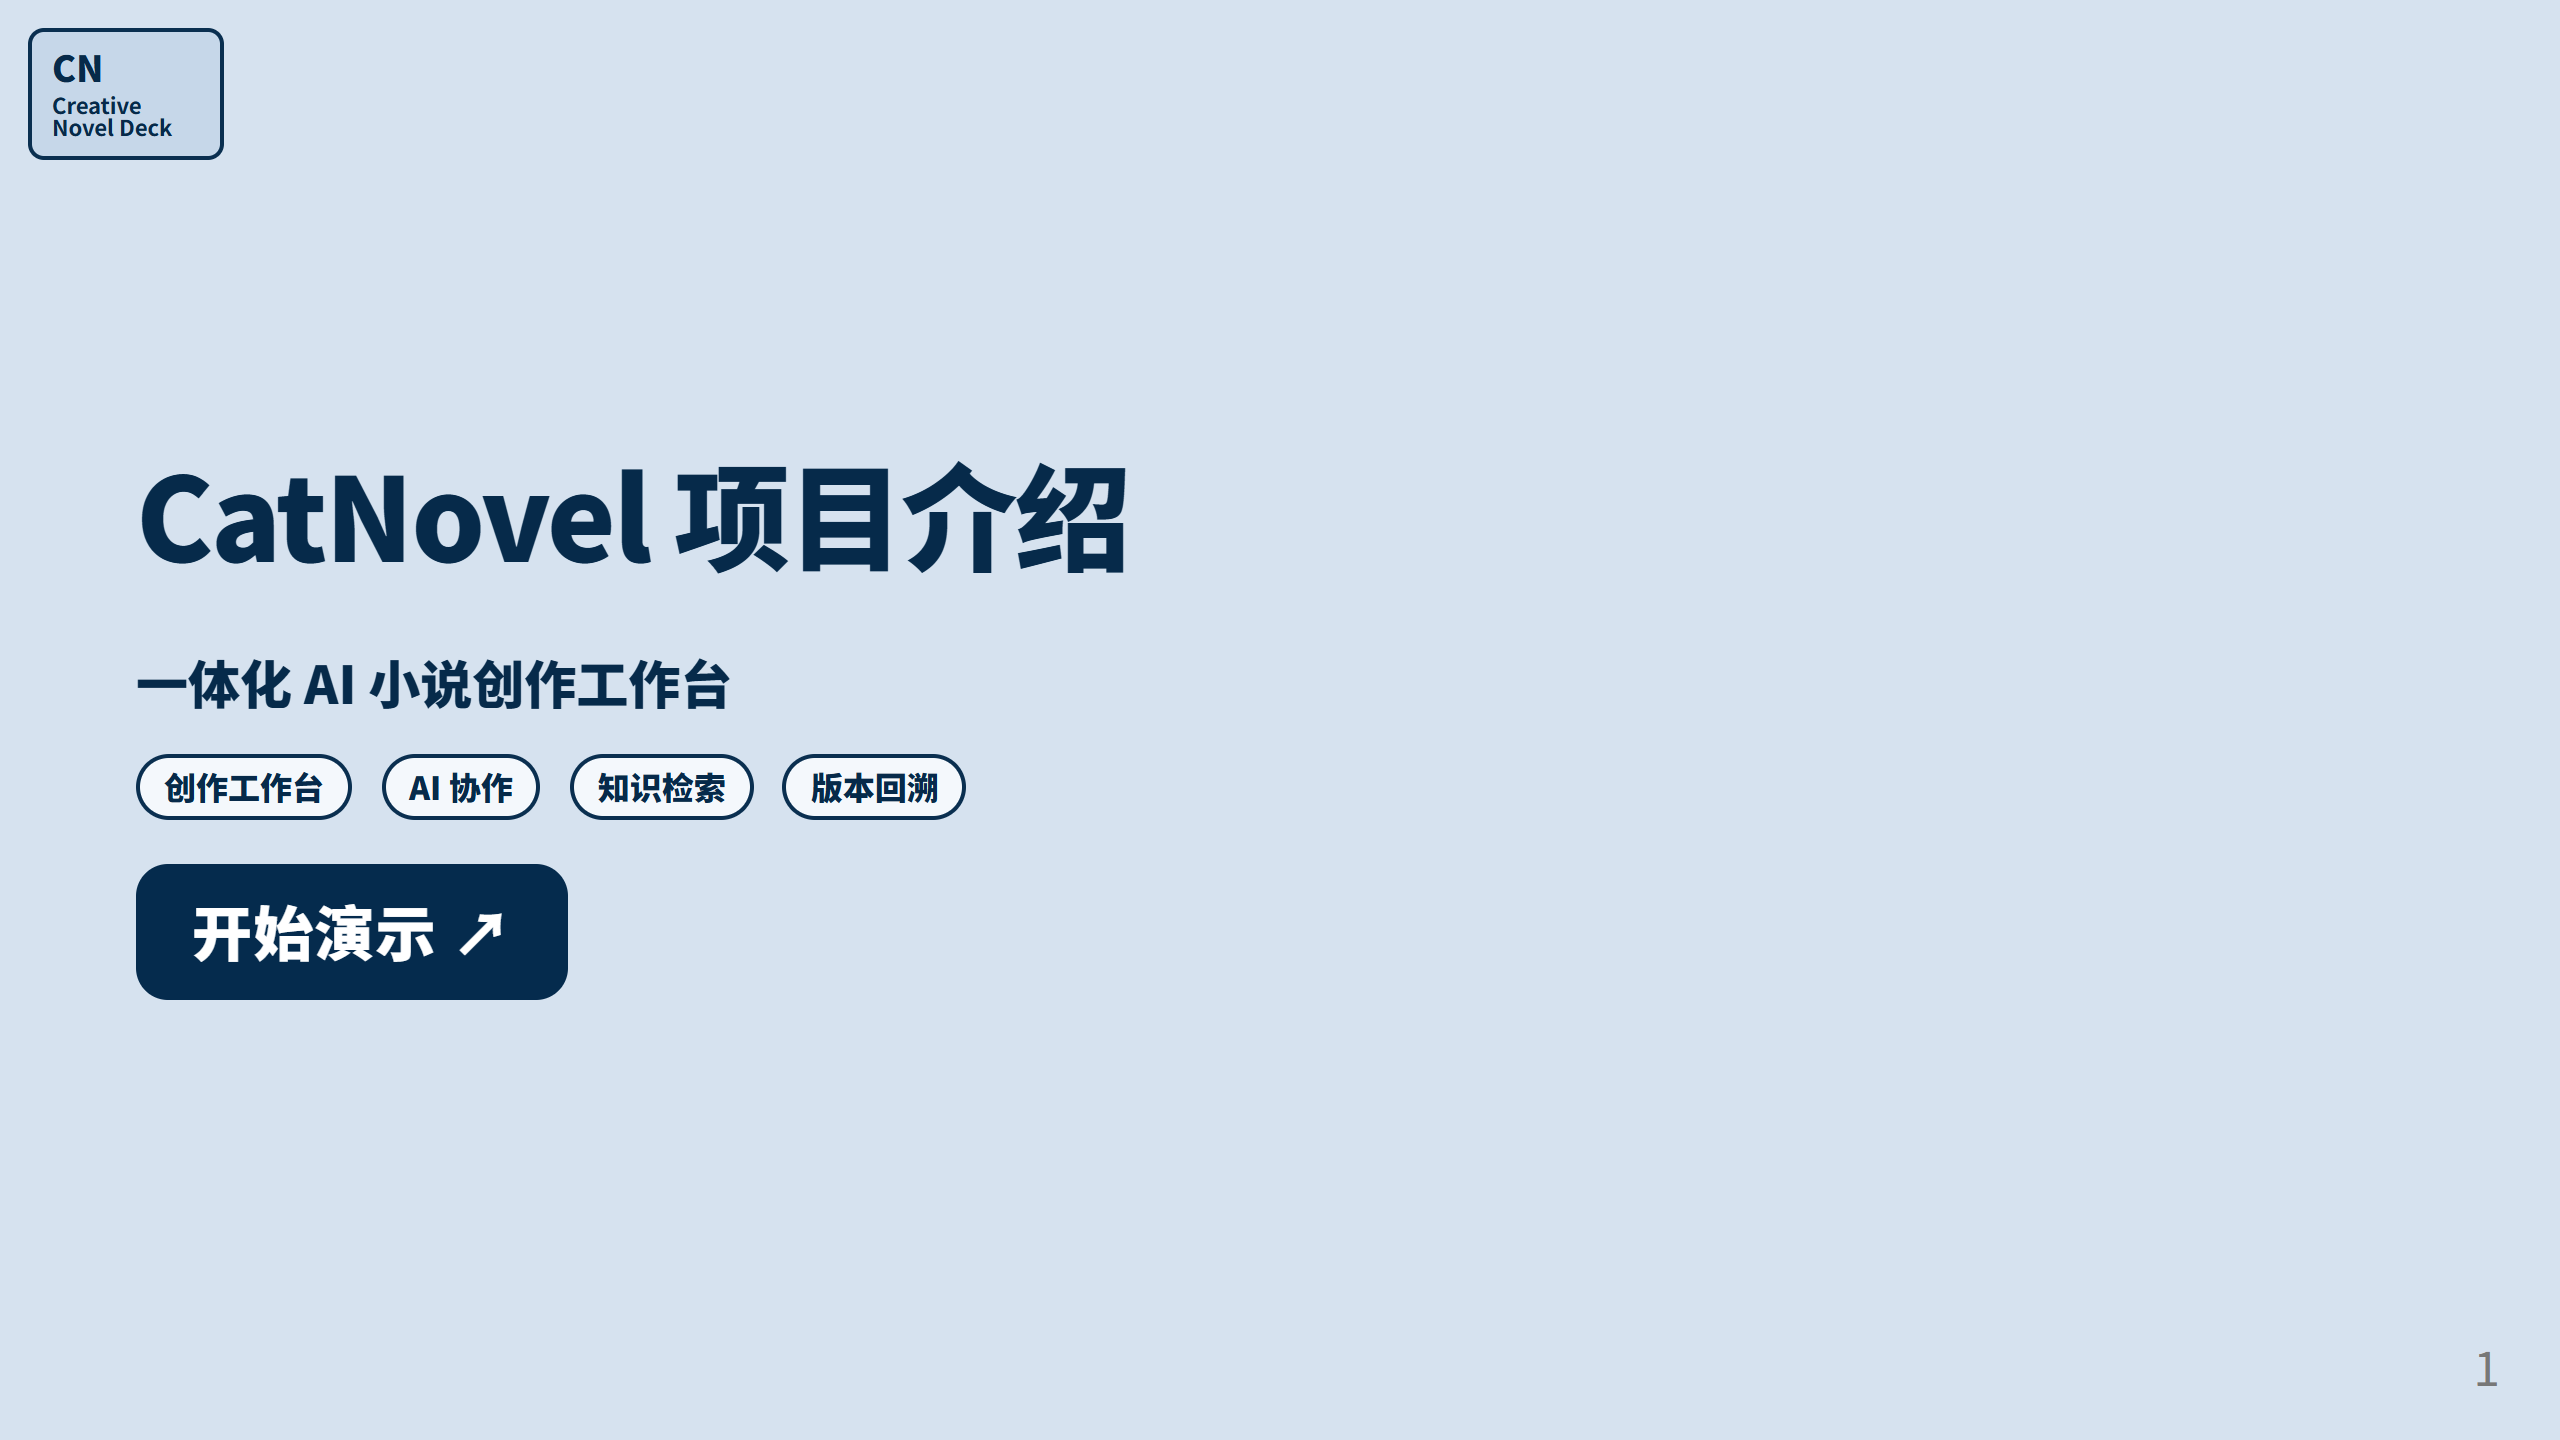 CN
Creative
Novel Deck
CatNovel 项目介绍
一体化 AI 小说创作工作台
创作工作台 AI 协作 知识检索 版本回溯
开始演示 ↗
1